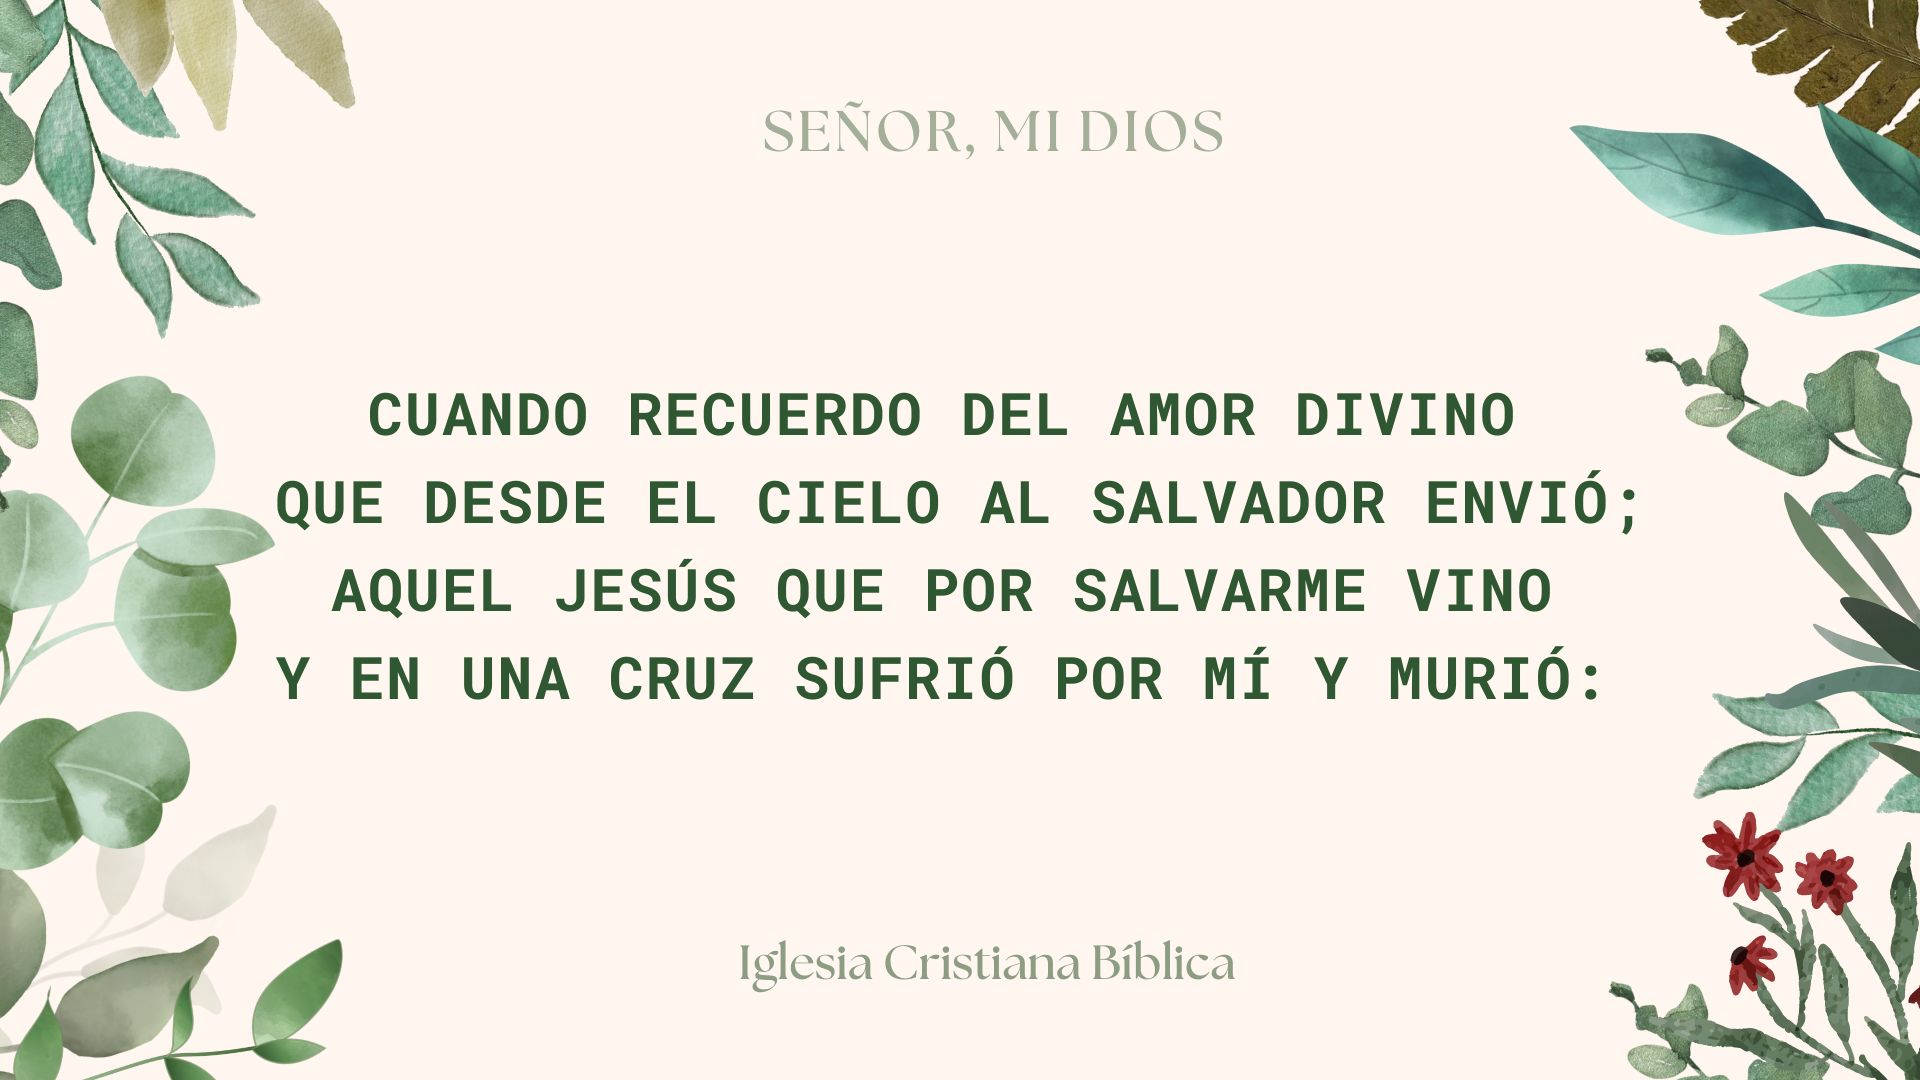 SEÑOR, MI DIOS
CUANDO RECUERDO DEL AMOR DIVINO
QUE DESDE EL CIELO AL SALVADOR ENVIÓ;
AQUEL JESÚS QUE POR SALVARME VINO
Y EN UNA CRUZ SUFRIÓ POR MÍ Y MURIÓ:
Iglesia Cristiana Bíblica